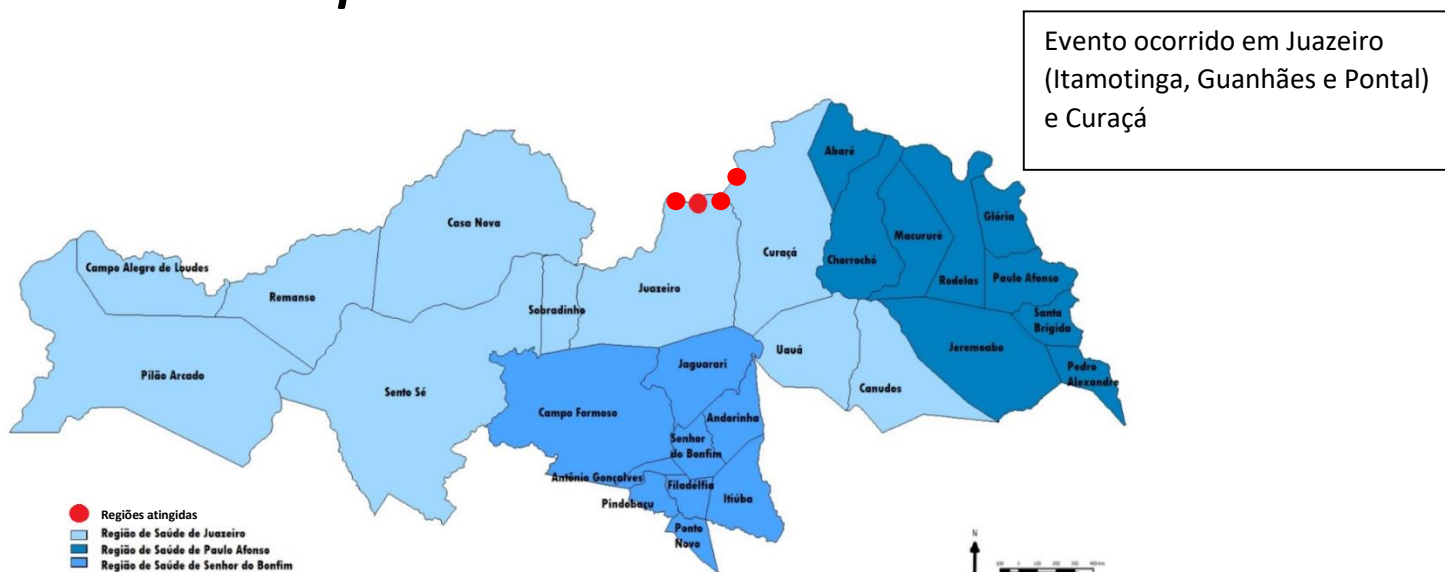 Evento ocorrido em Juazeiro
(Itamotinga, Guanhães e Pontal)
e Curaçá
Abaré
Casa Nova
Glória
Macururé
Campo Alegre de Loudes
Curaçá
Chorrochó
Paulo Afonso
Rodelas
Remanso
Juazeiro
Sobradinho
Santa
Brígida
Uauá
Jeremoabo
Jaguarari
Pedro
Alexandre
Pilão Arcado
Sento Sé
Canudos
Campo Formoso
Andorinha
Senhor
do Bonfim
Antônio Gonçalves
Filadélfia
Itiúba
Pindobaçu
Ponto
Novo
Regiões atingidas
Região de Saúde de Juazeiro
Região de Saúde de Paulo Afonso
Região de Saúde de Senhor do Bonfim
N